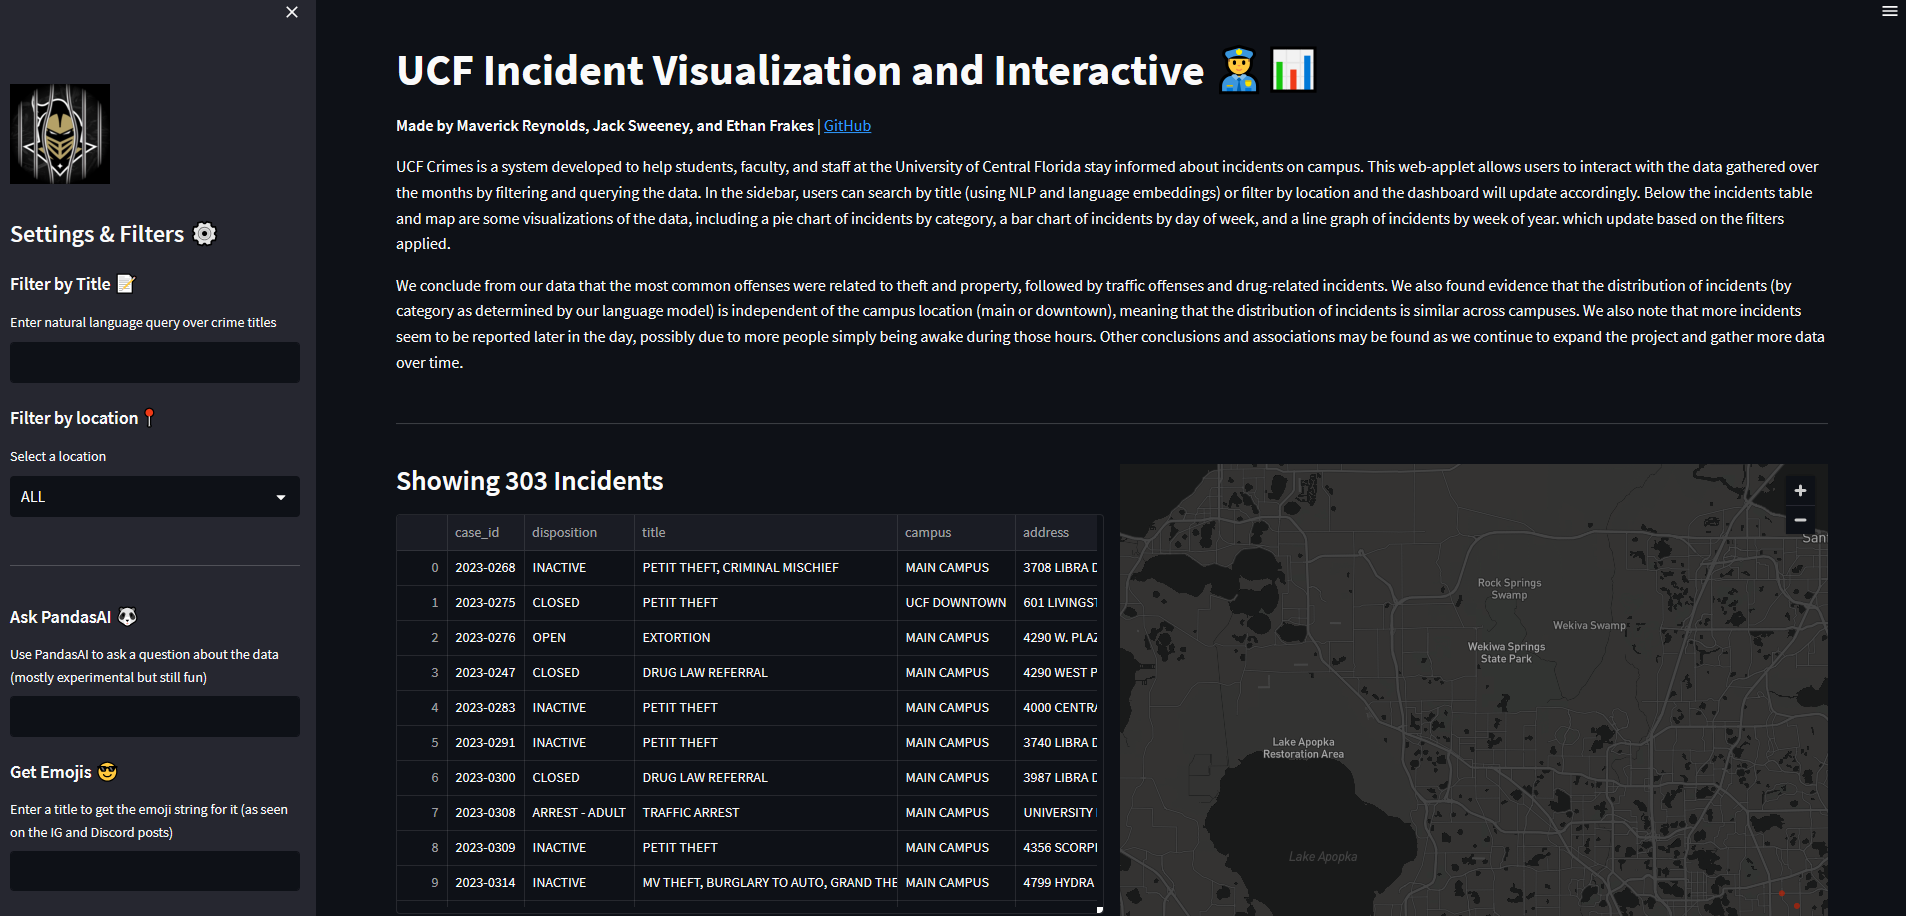 Settings & Filters
Filter by Title
Enter natural language query over crime titles
Filter by location
Select a location
ALL
Ask PandasAI
Use PandasAI to ask a question about the data
(mostly experimental but still fun)
Get Emojis
Enter a title to get the emoji string for it (as seen
on the IG and Discord posts)
UCF Incident Visualization and Interactive
Made by Maverick Reynolds, Jack Sweeney, and Ethan Frakes | GitHub
UCF Crimes is a system developed to help students, faculty, and staff at the University of Central Florida stay informed about incidents on campus. This web-applet allows users to interact with the data gathered over
the months by filtering and querying the data. In the sidebar, users can search by title (using NLP and language embeddings) or filter by location and the dashboard will update accordingly. Below the incidents table
and map are some visualizations of the data, including a pie chart of incidents by category, a bar chart of incidents by day of week, and a line graph of incidents by week of year. which update based on the filters
applied.
We conclude from our data that the most common offenses were related to theft and property, followed by traffic offenses and drug-related incidents. We also found evidence that the distribution of incidents (by
category as determined by our language model) is independent of the campus location (main or downtown), meaning that the distribution of incidents is similar across campuses. We also note that more incidents
seem to be reported later in the day, possibly due to more people simply being awake during those hours. Other conclusions and associations may be found as we continue to expand the project and gather more data
over time.
Showing 303 Incidents
case_id disposition title campus address
0 2023-0268 INACTIVE PETIT THEFT, CRIMINAL MISCHIEF MAIN CAMPUS 3708 LIBRA D
1 2023-0275 CLOSED PETIT THEFT UCF DOWNTOWN 601 LIVINGST
2 2023-0276 OPEN EXTORTION MAIN CAMPUS 4290 W. PLAZ
3 2023-0247 CLOSED DRUG LAW REFERRAL MAIN CAMPUS 4290 WEST P
4 2023-0283 INACTIVE PETIT THEFT MAIN CAMPUS 4000 CENTRA
5 2023-0291 INACTIVE PETIT THEFT MAIN CAMPUS 3740 LIBRA D
6 2023-0300 CLOSED DRUG LAW REFERRAL MAIN CAMPUS 3987 LIBRA D
7 2023-0308 ARREST - ADULT TRAFFIC ARREST MAIN CAMPUS UNIVERSITY
8 2023-0309 INACTIVE PETIT THEFT MAIN CAMPUS 4356 SCORPI
9 2023-0314 INACTIVE MV THEFT, BURGLARY TO AUTO, GRAND THE MAIN CAMPUS 4799 HYDRA
+
−
San
Rock Springs
Swamp
Wekiva Swamp
Wekiwa Springs
State Park
Lake Apopka
Restoration Area
Lake Apopka